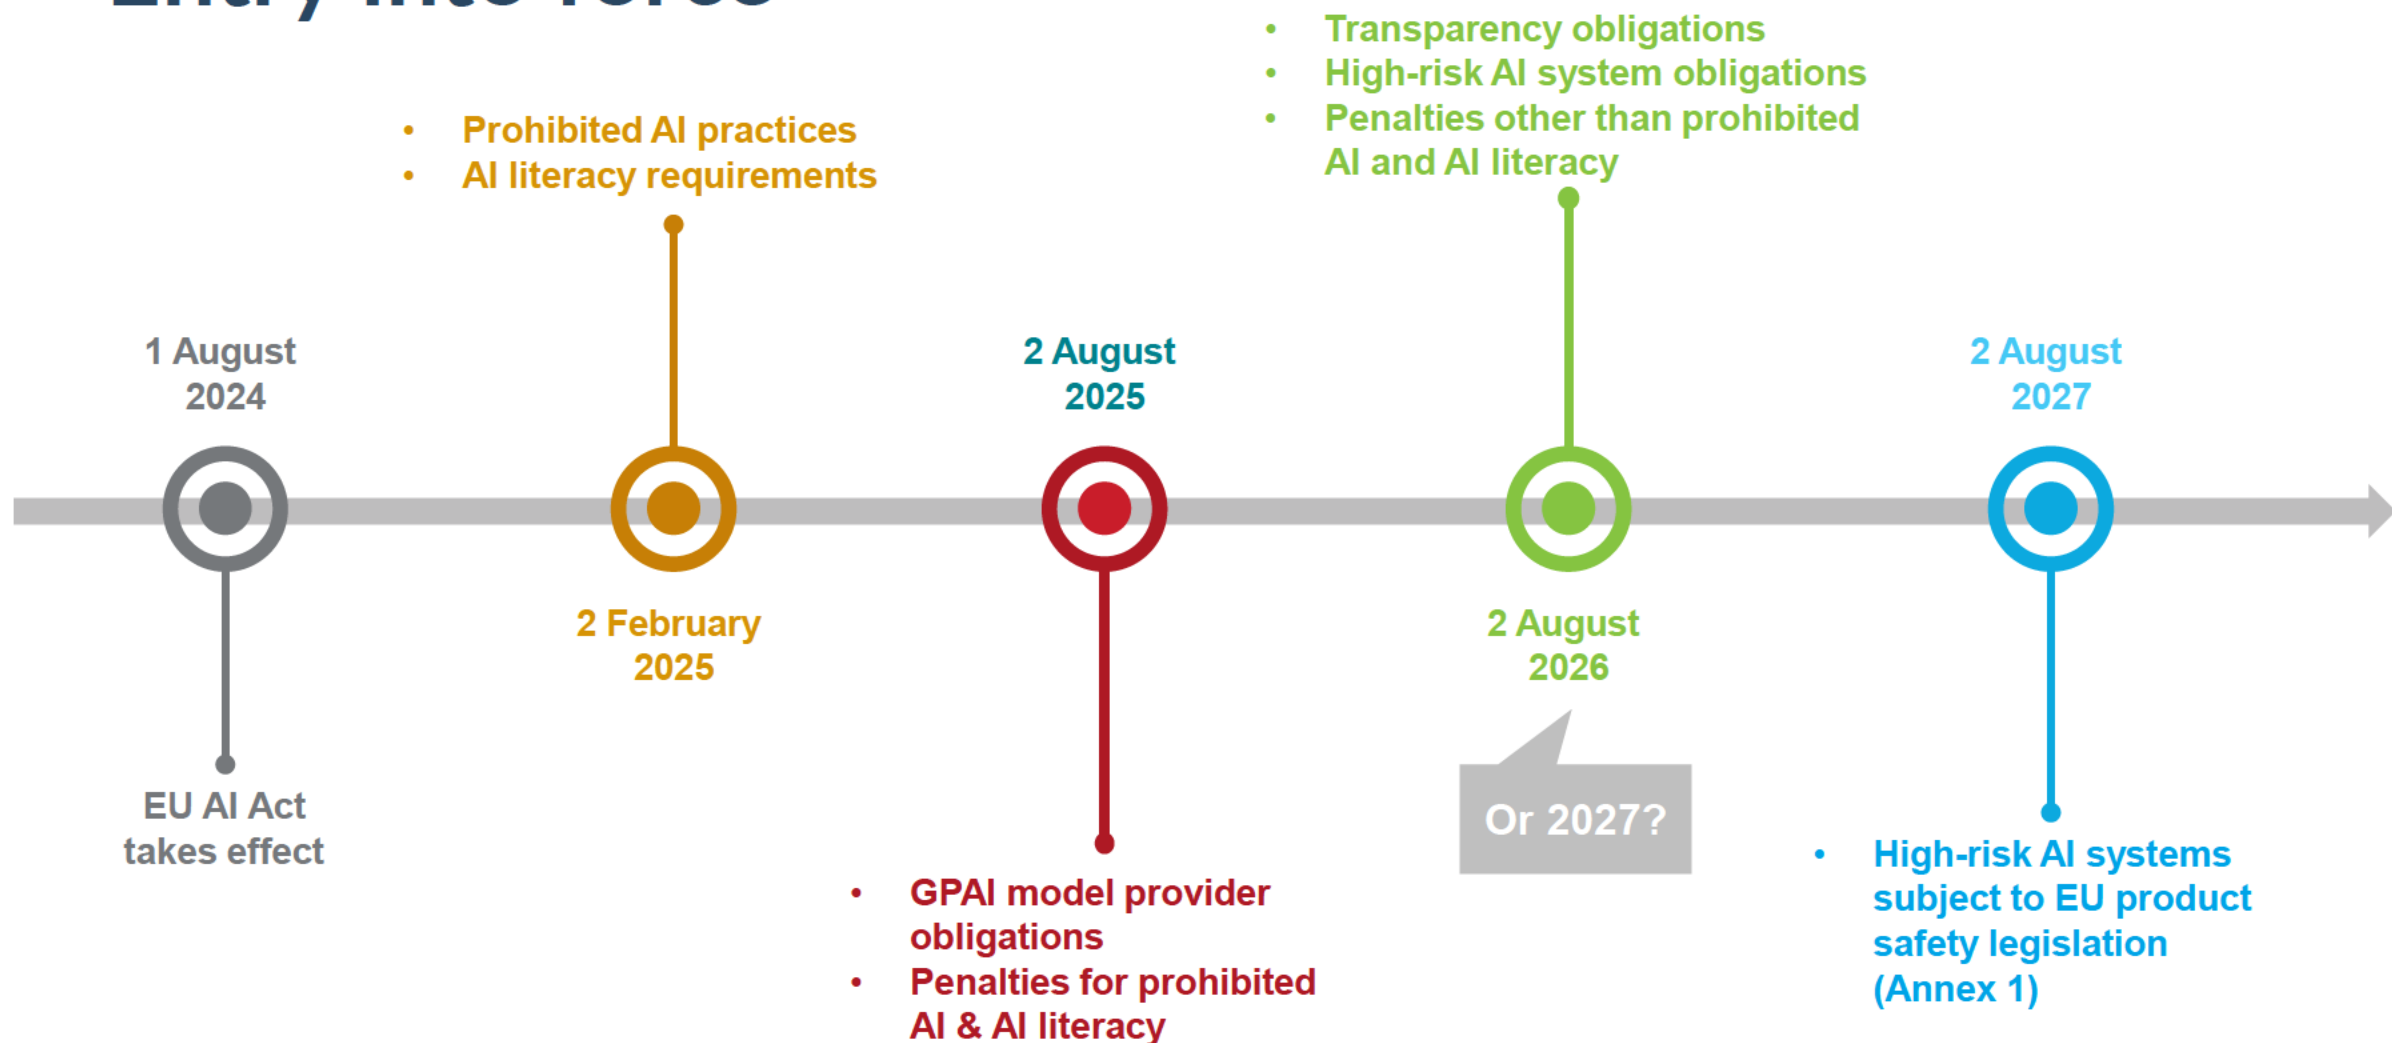 Entry into force
• Transparency obligations
• High-risk AI system obligations
• Penalties other than prohibited
AI and AI literacy
• Prohibited AI practices
• AI literacy requirements
1 August
2024
2 August
2025
2 August
2027
2 February
2025
2 August
2026
Or 2027?
EU AI Act
takes effect
• GPAI model provider
obligations
• Penalties for prohibited
AI & AI literacy
• High-risk AI systems
subject to EU product
safety legislation
(Annex 1)